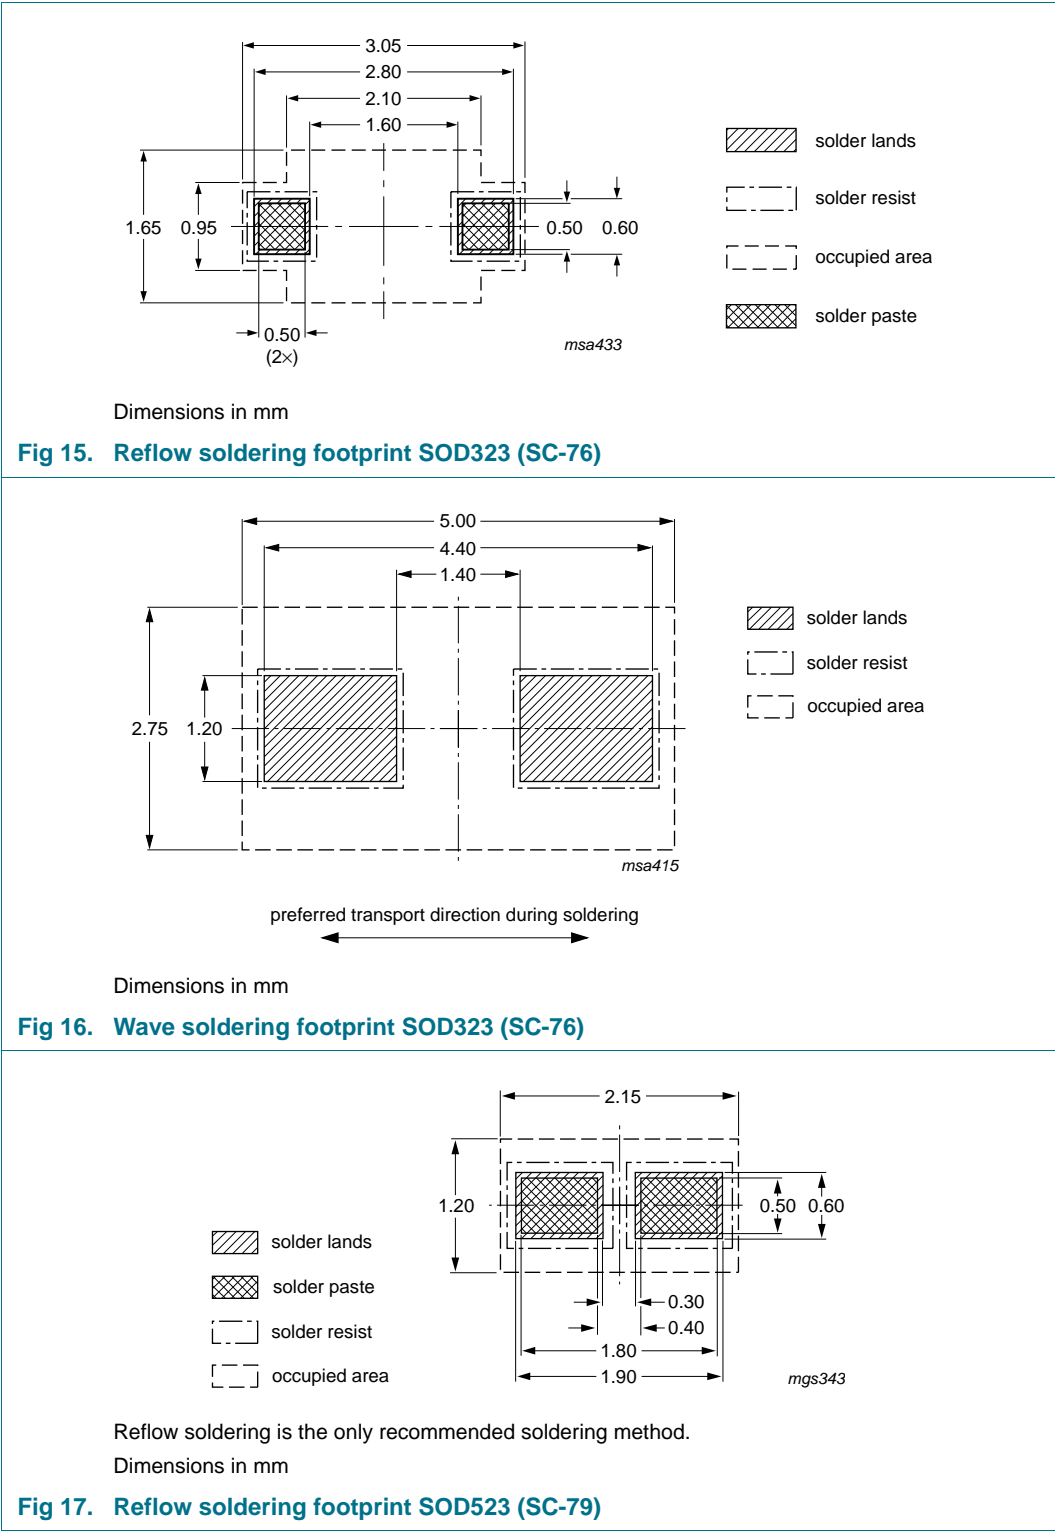 3.05
2.80
2.10
1.60
solder lands
solder resist
1.65 0.95 0.50 0.60
occupied area
solder paste
0.50
(2×)
msa433
Dimensions in mm
Fig 15. Reflow soldering footprint SOD323 (SC-76)
5.00
4.40
1.40
solder lands
solder resist
occupied area
2.75 1.20
msa415
preferred transport direction during soldering
Dimensions in mm
Fig 16. Wave soldering footprint SOD323 (SC-76)
2.15
1.20 0.50 0.60
solder lands
solder paste
solder resist
occupied area
0.30
0.40
1.80
1.90
mgs343
Reflow soldering is the only recommended soldering method.
Dimensions in mm
Fig 17. Reflow soldering footprint SOD523 (SC-79)